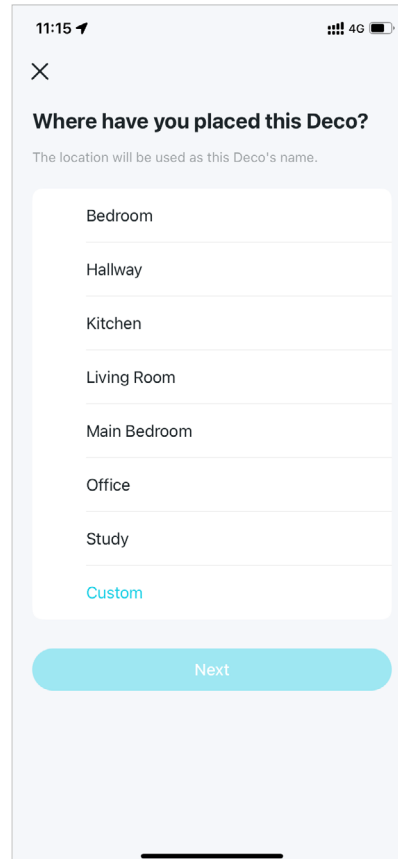 11:15
4G
Where have you placed this Deco?
The location will be used as this Deco's name.
Bedroom
Hallway
Kitchen
Living Room
Main Bedroom
Office
Study
Custom
Next